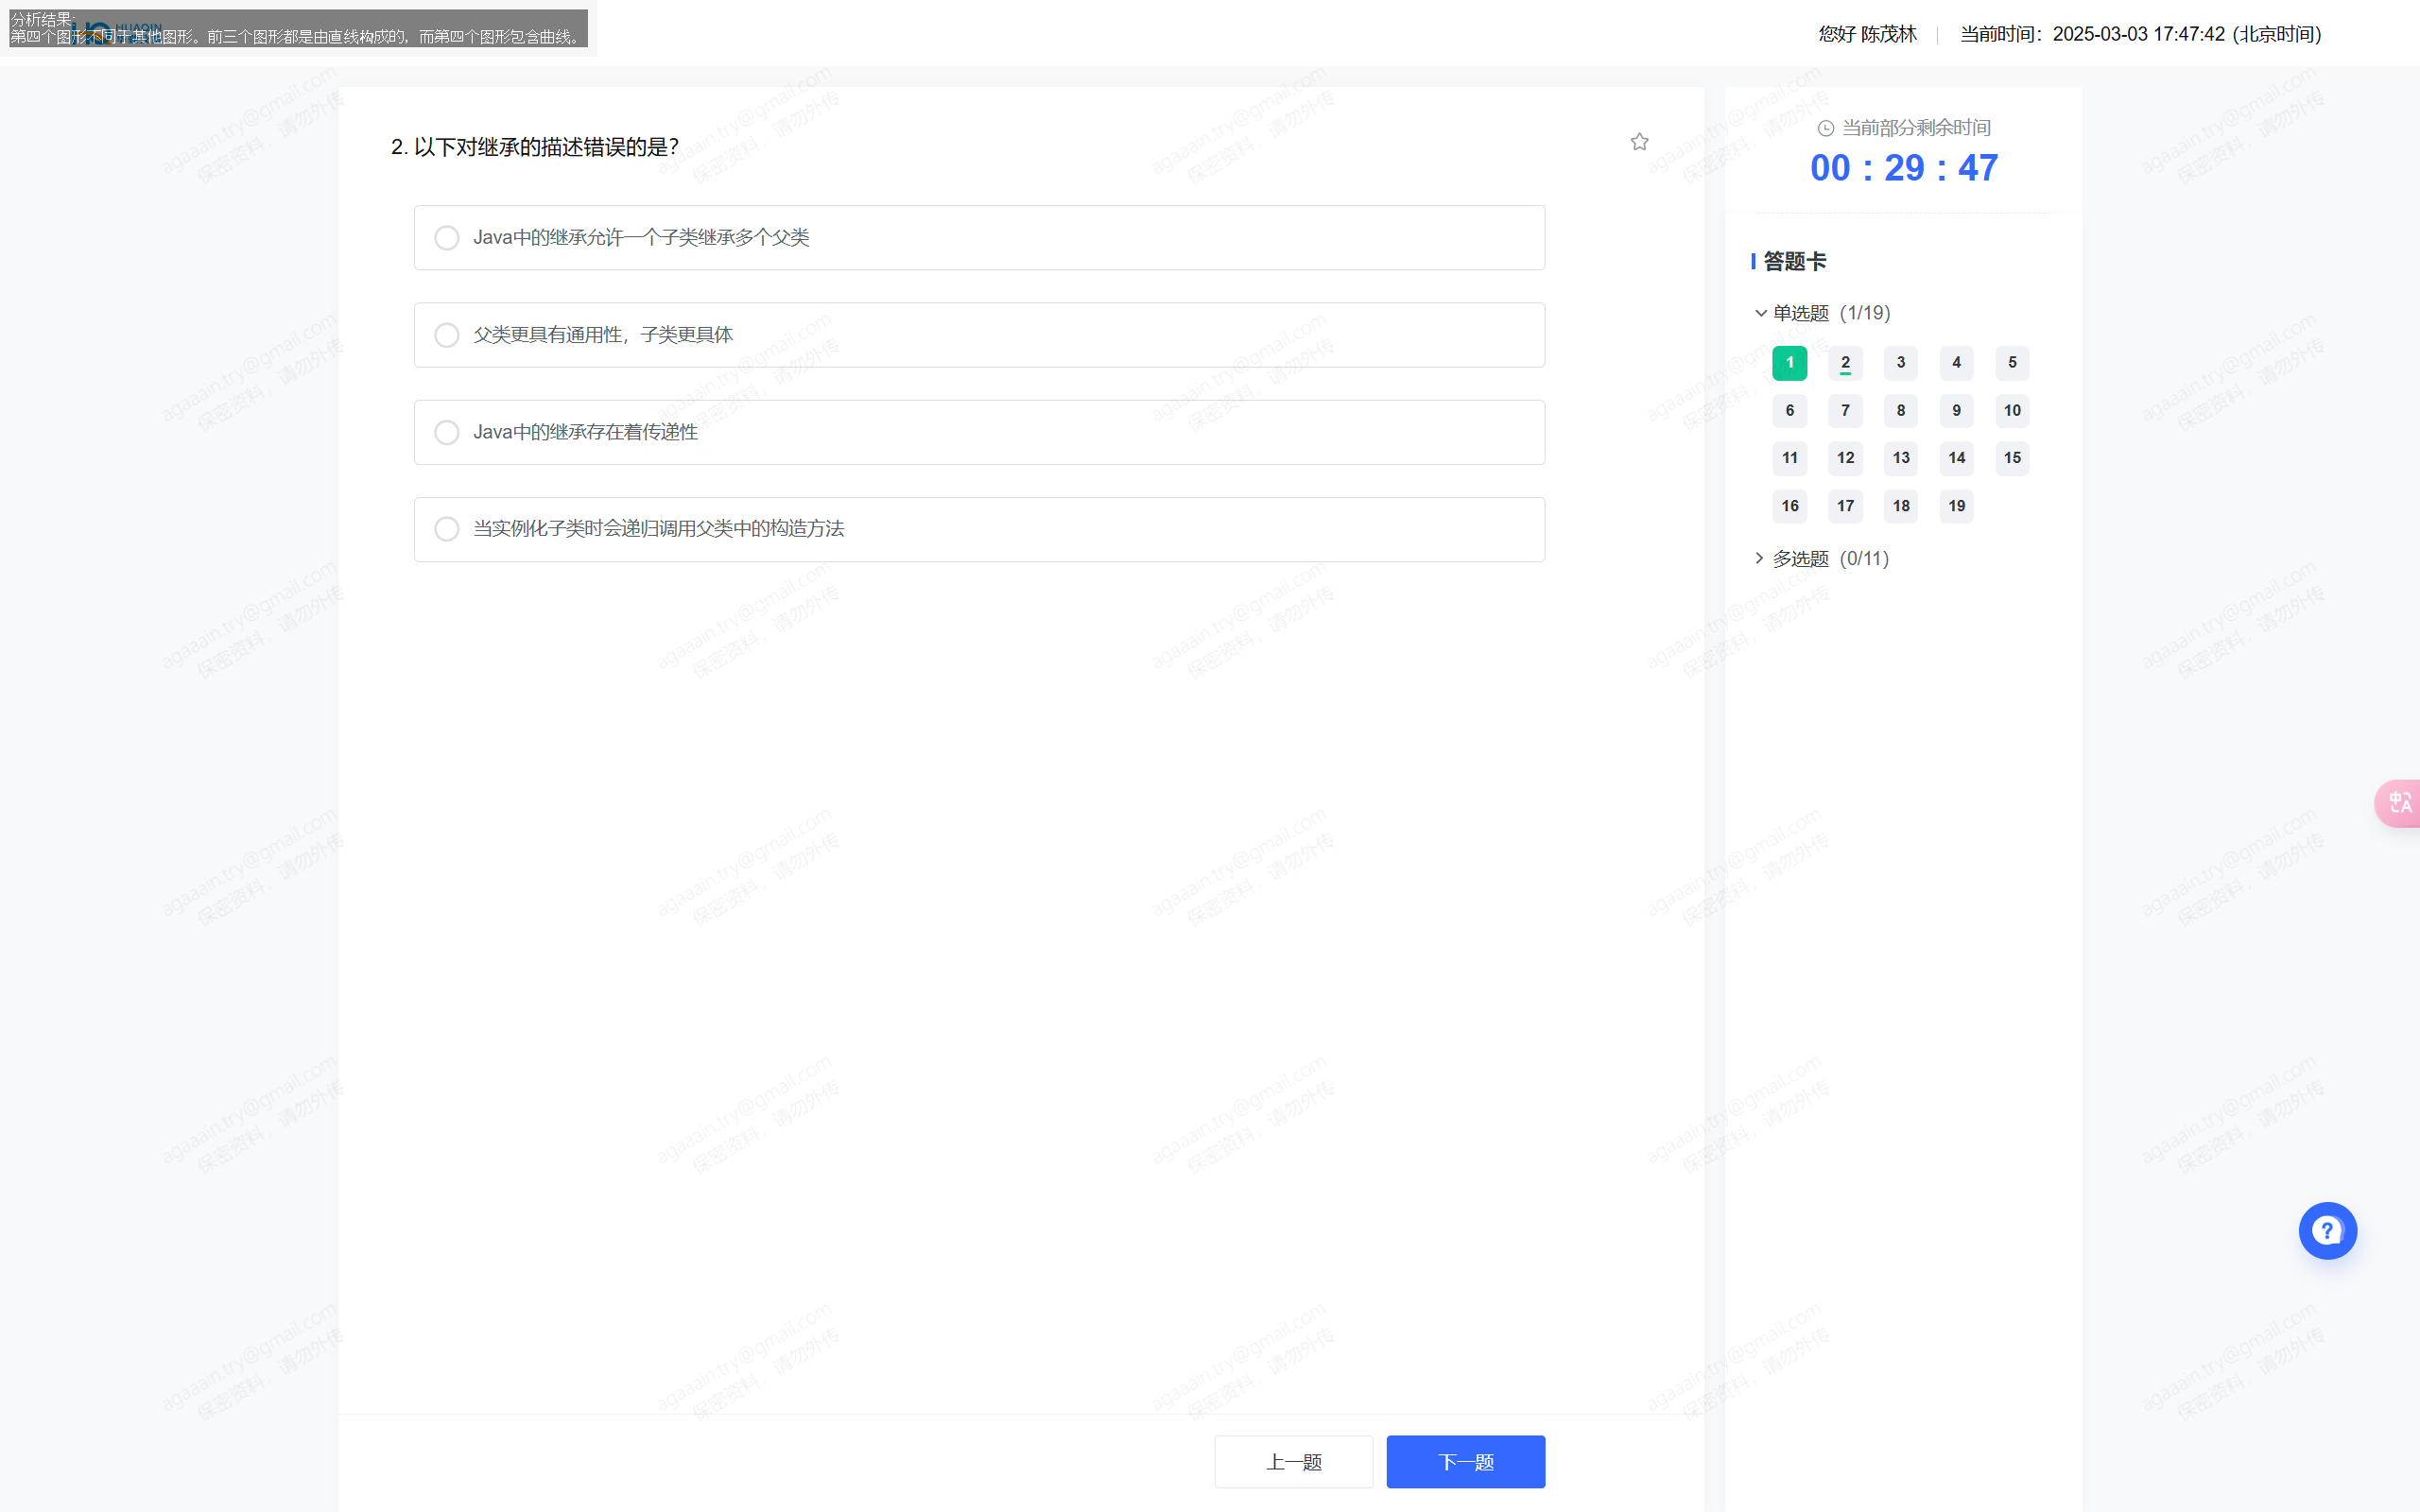 分析结果:
第四个图形不同于其他图形。前三个图形都是由直线构成的，而第四个图形包含曲线。
HUAQIN
您好 陈茂林
当前时间：2025-03-03 17:47:42 (北京时间)
2. 以下对继承的描述错误的是?
Java中的继承允许一个子类继承多个父类
父类更具有通用性，子类更具体
Java中的继承存在着传递性
当实例化子类时会递归调用父类中的构造方法
上一题
下一题
当前部分剩余时间
00 : 29 : 47
答题卡
单选题 (1/19)
1 2 3 4 5
6 7 8 9 10
11 12 13 14 15
16 17 18 19
多选题 (0/11)
agaaain.try@gmail.com
保密资料，请勿外传